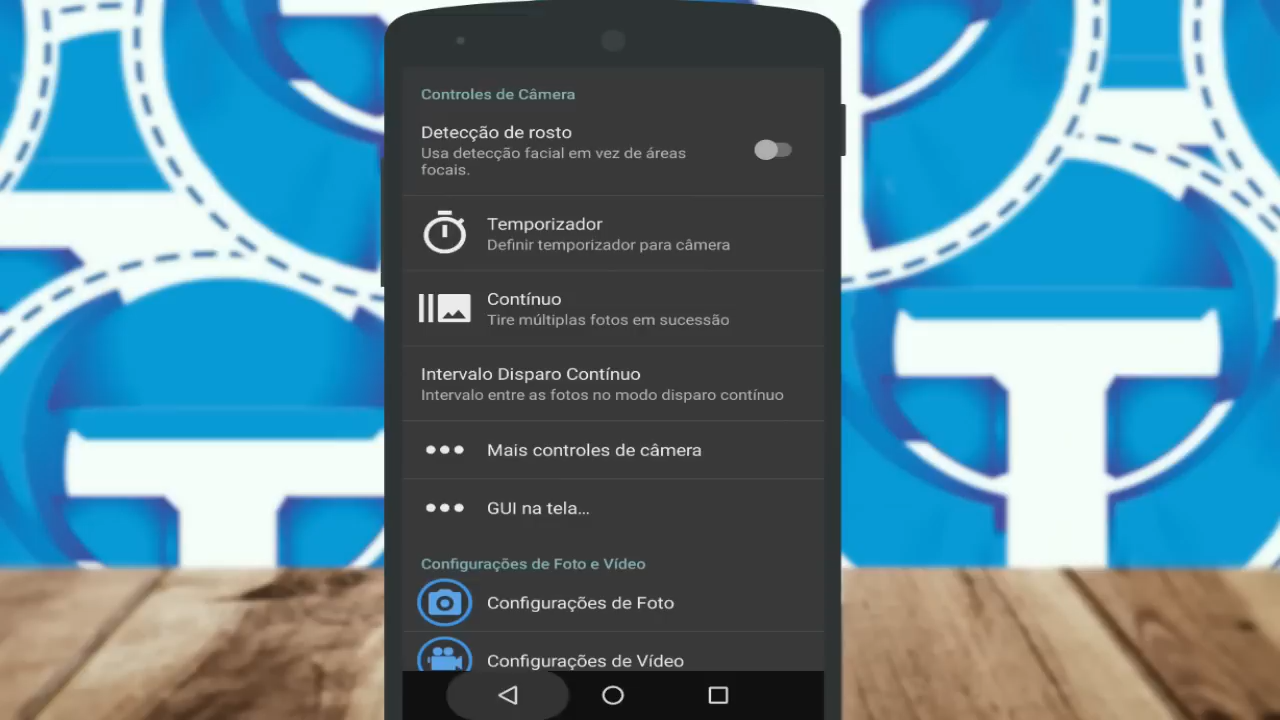 Controles de Câmera
Detecção de rosto
Usa detecção facial em vez de áreas
focais.
Temporizador
Definir temporizador para câmera
Contínuo
Tire múltiplas fotos em sucessão
Intervalo Disparo Contínuo
Intervalo entre as fotos no modo disparo contínuo
Mais controles de câmera
GUI na tela...
Configurações de Foto e Vídeo
Configurações de Foto
Configurações de Vídeo